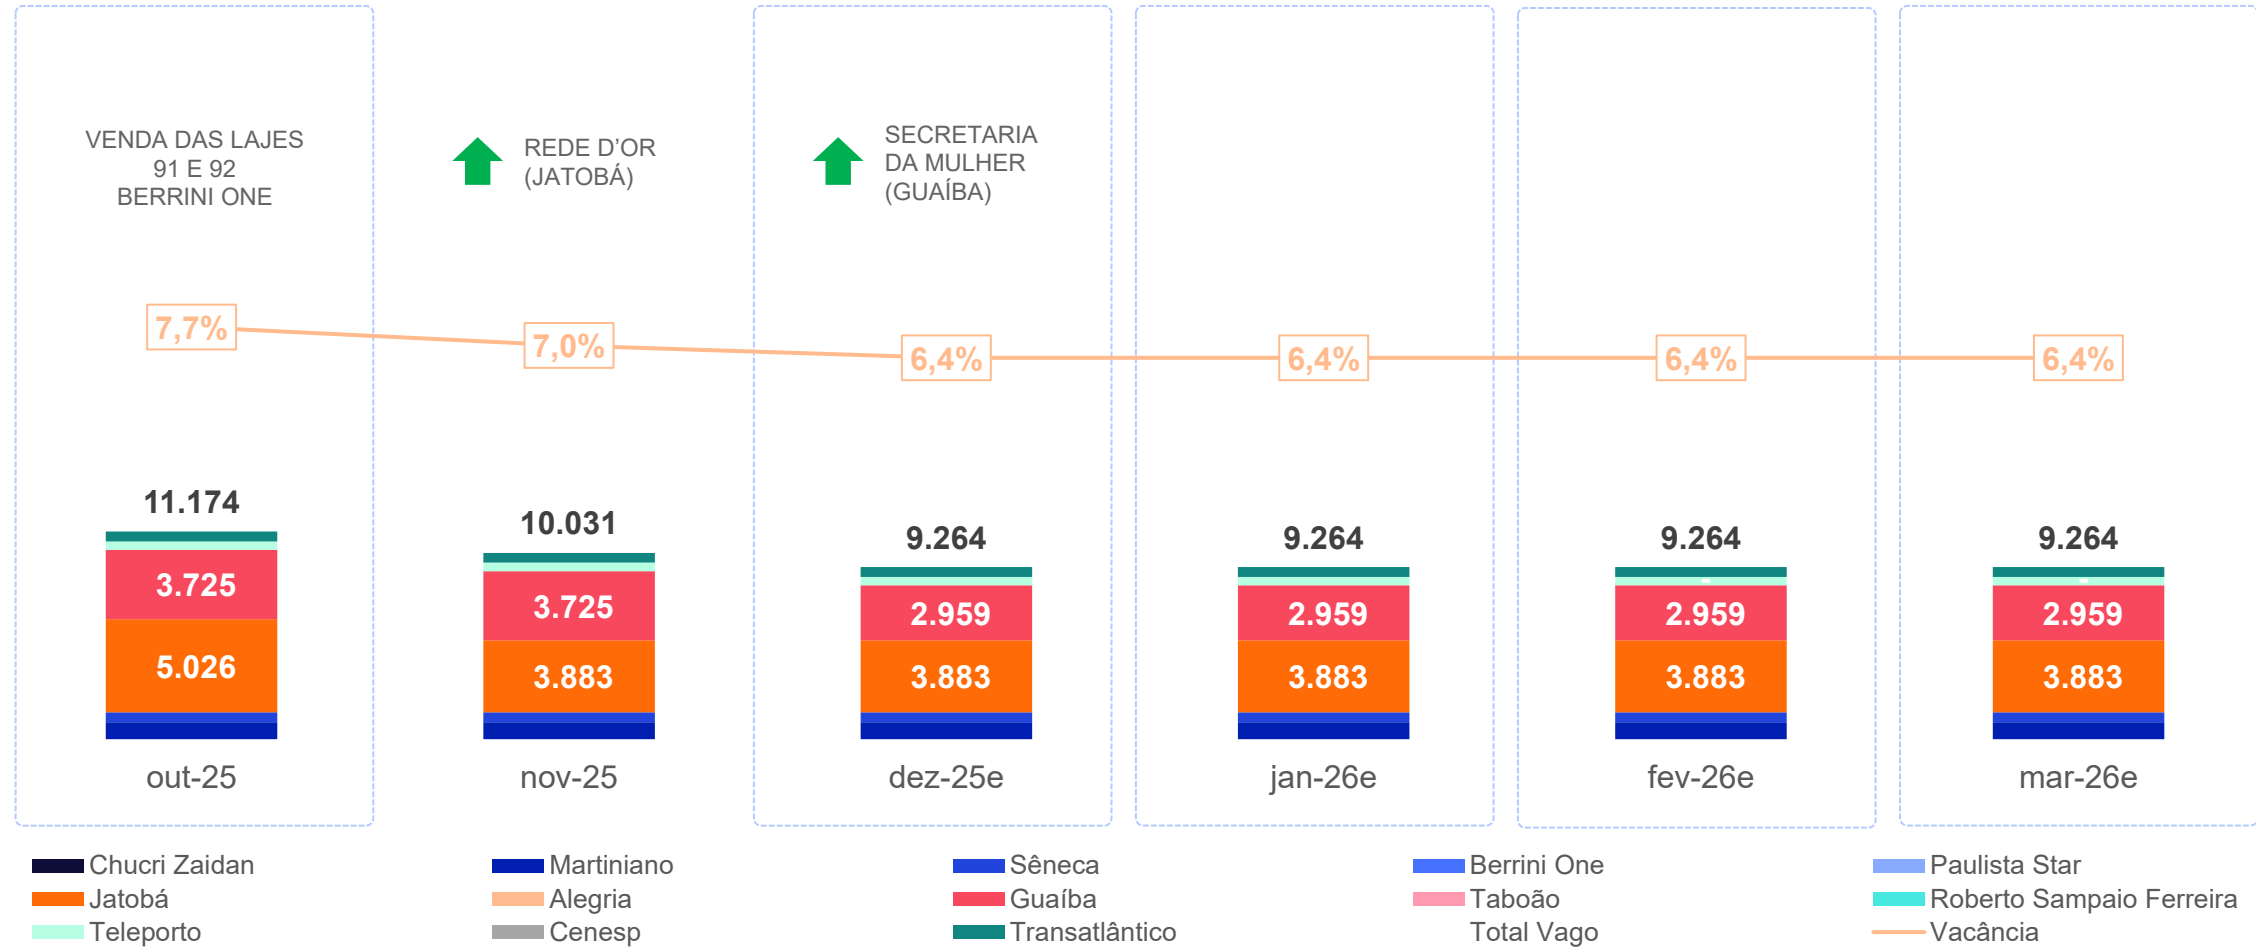 VENDA DAS LAJES
91 E 92
BERRINI ONE
REDE D’OR
(JATOBÁ)
SECRETARIA
DA MULHER
(GUAÍBA)
7,7%
7,0%
6,4%
6,4%
6,4%
6,4%
11.174
10.031
9.264
9.264
9.264
9.264
3.725
3.725
2.959
2.959
2.959
2.959
5.026
3.883
3.883
3.883
3.883
3.883
out-25
nov-25
dez-25e
jan-26e
fev-26e
mar-26e
Chucri Zaidan
Martiniano
Sêneca
Berrini One
Paulista Star
Jatobá
Alegria
Guaíba
Taboão
Roberto Sampaio Ferreira
Teleporto
Cenesp
Transatlântico
Total Vago
Vacância